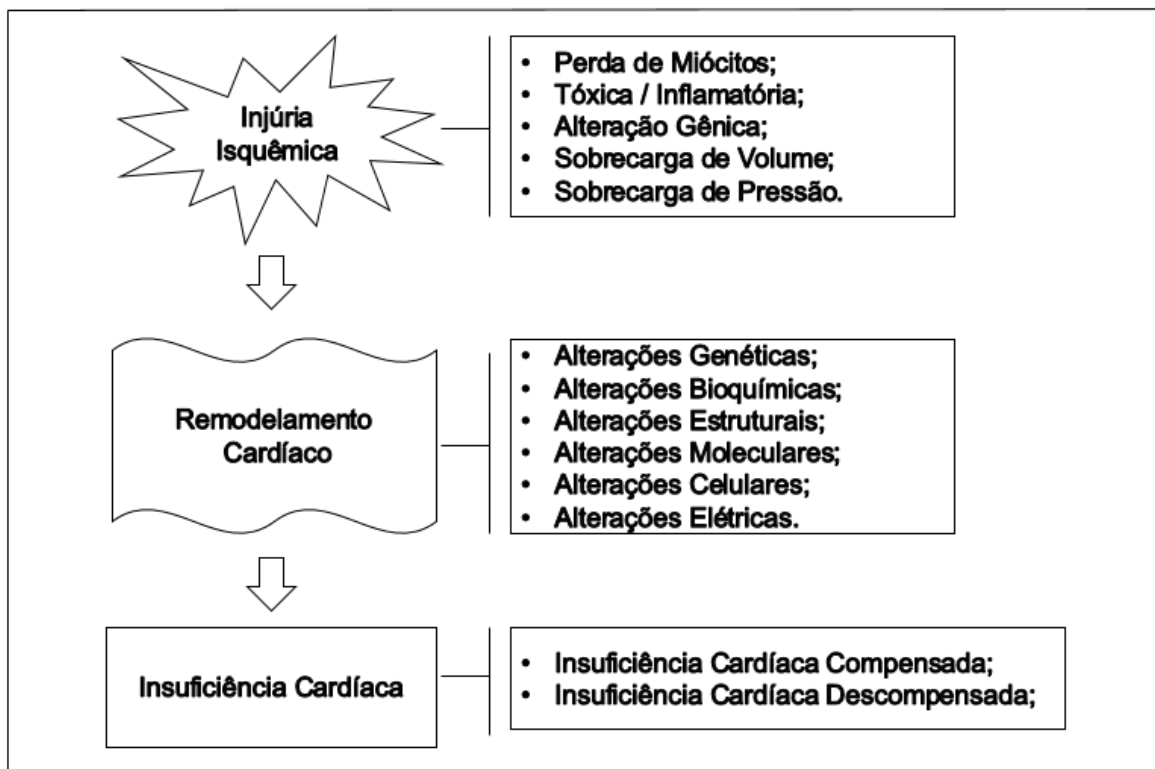 Injúria
Isquêmica
• Perda de Miócitos;
• Tóxica / Inflamatória;
• Alteração Gênica;
• Sobrecarga de Volume;
• Sobrecarga de Pressão.
Remodelamento
Cardíaco
• Alterações Genéticas;
• Alterações Bioquímicas;
• Alterações Estruturais;
• Alterações Moleculares;
• Alterações Celulares;
• Alterações Elétricas.
Insuficiência Cardíaca
• Insuficiência Cardíaca Compensada;
• Insuficiência Cardíaca Descompensada;